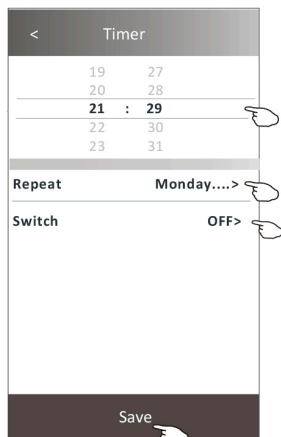 < Timer
19 27
20 28
21 : 29
22 30
23 31
Repeat Monday....>
Switch OFF>
Save